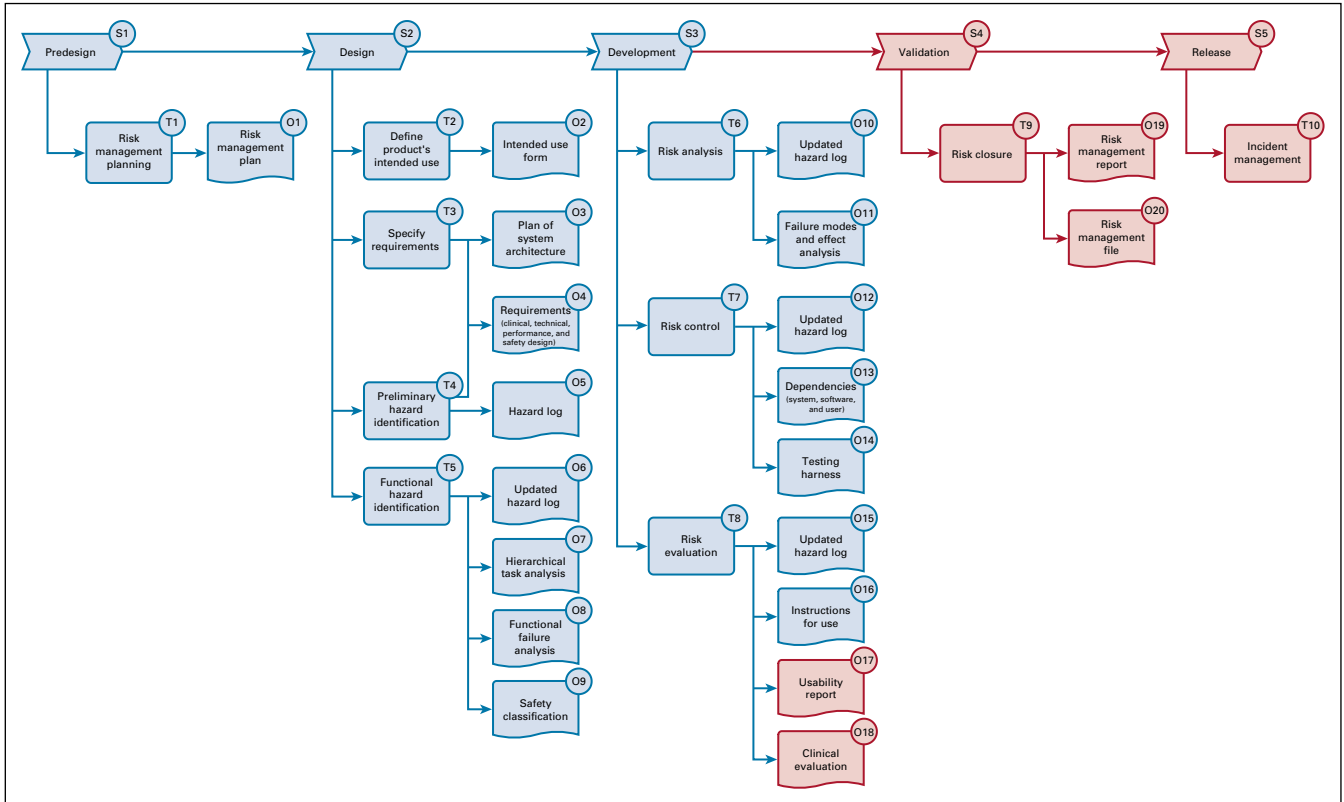 S1
Predesign
S2
Design
S3
Development
S4
Validation
S5
Release
T1
Risk
management
planning
O1
Risk
management
plan
T2
Define
product's
intended use
O2
Intended use
form
T3
Specify
requirements
O3
Plan of
system
architecture
O4
Requirements
(clinical, technical,
performance, and
safety design)
T4
Preliminary
hazard
identification
O5
Hazard log
T5
Functional
hazard
identification
O6
Updated
hazard log
O7
Hierarchical
task analysis
O8
Functional
failure
analysis
O9
Safety
classification
T6
Risk analysis
O10
Updated
hazard log
O11
Failure modes
and effect
analysis
T7
Risk control
O12
Updated
hazard log
O13
Dependencies
(system, software,
and user)
O14
Testing
harness
T8
Risk
evaluation
O15
Updated
hazard log
O16
Instructions
for use
O17
Usability
report
O18
Clinical
evaluation
T9
Risk closure
O19
Risk
management
report
O20
Risk
management
file
T10
Incident
management